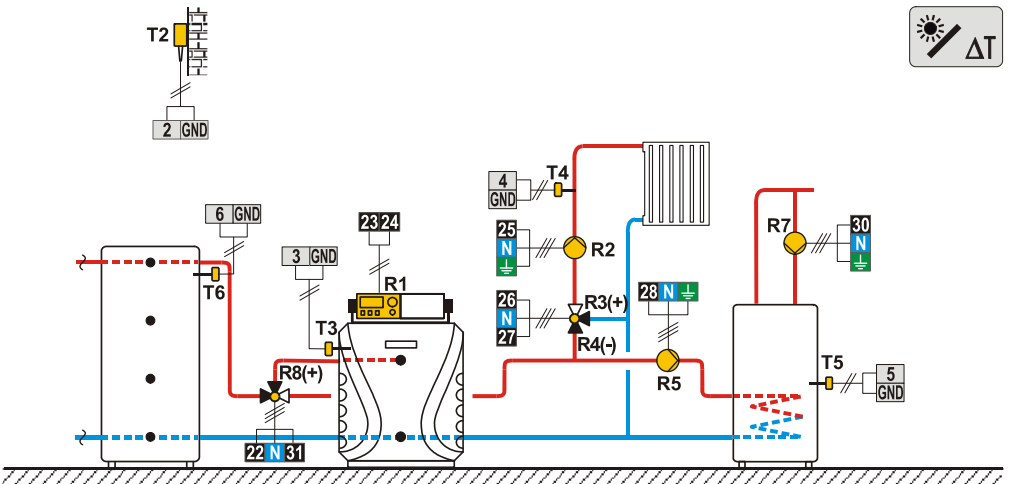 T2
2 GND
ΔT
4
GND
T4
6 GND
23 24
25
N
R2
R7
30
N
3 GND
R1
T6
26
N
27
R3(+)
28 N
T3
R4(-)
R8(+)
R5
T5
5
GND
22 N 31